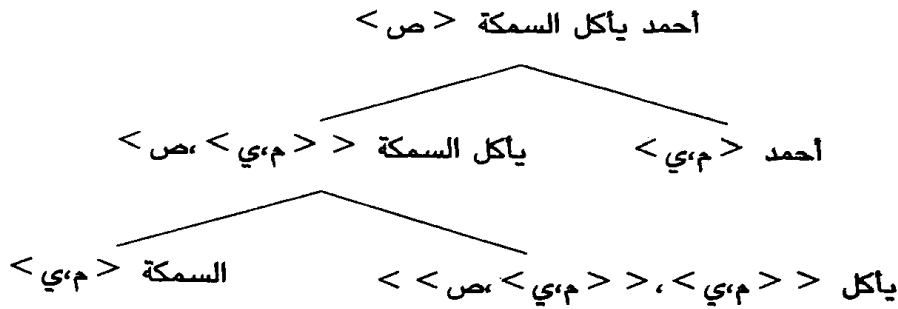 أحمد يأكل السمكة < ص >
أحمد < م،ي >
يأكل السمكة < < م،ي > ،ص >
يأكل < < م،ي > ، < < م،ي > ،ص > >
السمكة < م،ي >